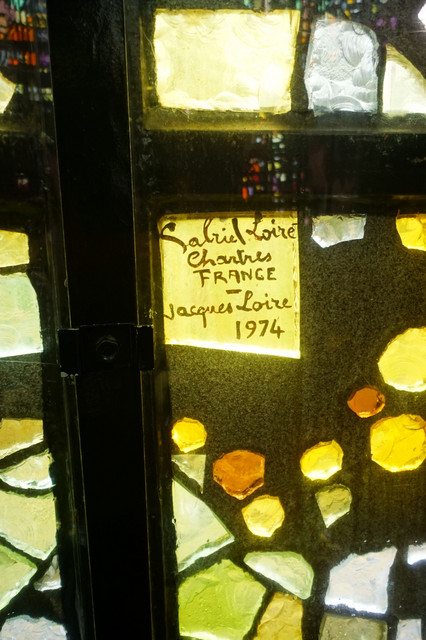 Gabriel Loire
Chartres
FRANCE
-
Jacques Loire
1974